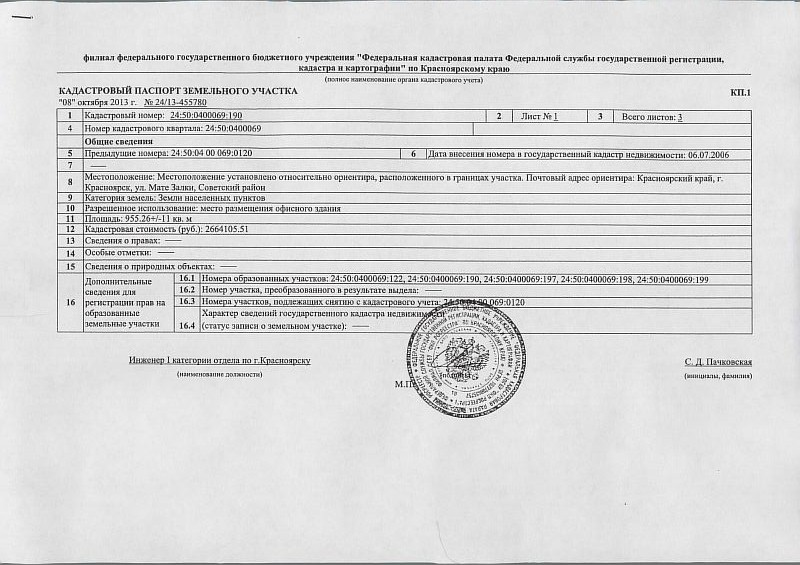 филиал федерального государственного бюджетного учреждения "Федеральная кадастровая палата Федеральной службы государственной регистрации,
кадастра и картографии" по Красноярскому краю
(полное наименование органа кадастрового учета)
КАДАСТРОВЫЙ ПАСПОРТ ЗЕМЕЛЬНОГО УЧАСТКА КП.1
"08" октября 2013 г. № 24/13-455780
1 Кадастровый номер: 24:50:0400069:190 2 Лист № 1 3 Всего листов: 3
4 Номер кадастрового квартала: 24:50:0400069
Общие сведения
5 Предыдущие номера: 24:50:04 00 069:0120 6 Дата внесения номера в государственный кадастр недвижимости: 06.07.2006
7 ——
8 Местоположение: Местоположение установлено относительно ориентира, расположенного в границах участка. Почтовый адрес ориентира: Красноярский край, г.
Красноярск, ул. Мате Залки, Советский район
9 Категория земель: Земли населенных пунктов
10 Разрешенное использование: место размещения офисного здания
11 Площадь: 955.26+/-11 кв. м
12 Кадастровая стоимость (руб.): 2664105.51
13 Сведения о правах: ——
14 Особые отметки: ——
15 Сведения о природных объектах: ——
16 Дополнительные сведения для регистрации прав на образованные земельные участки
16.1 Номера образованных участков: 24:50:0400069:122, 24:50:0400069:190, 24:50:0400069:197, 24:50:0400069:198, 24:50:0400069:199
16.2 Номер участка, преобразованного в результате выдела: ——
16.3 Номера участков, подлежащих снятию с кадастрового учета: 24:50:04 00 069:0120
16.4 Характер сведений государственного кадастра недвижимости
(статус записи о земельном участке): ——
Инженер I категории отдела по г.Красноярску С. Д. Пачковская
(наименование должности) (инициалы, фамилия)
М.П.